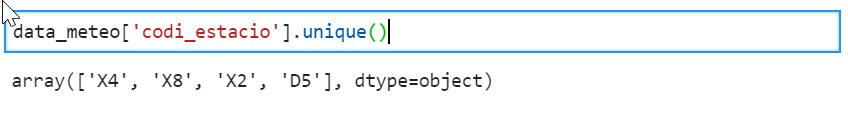 data_meteo['codi_estacio'].unique()
array(['X4', 'X8', 'X2', 'D5'], dtype=object)